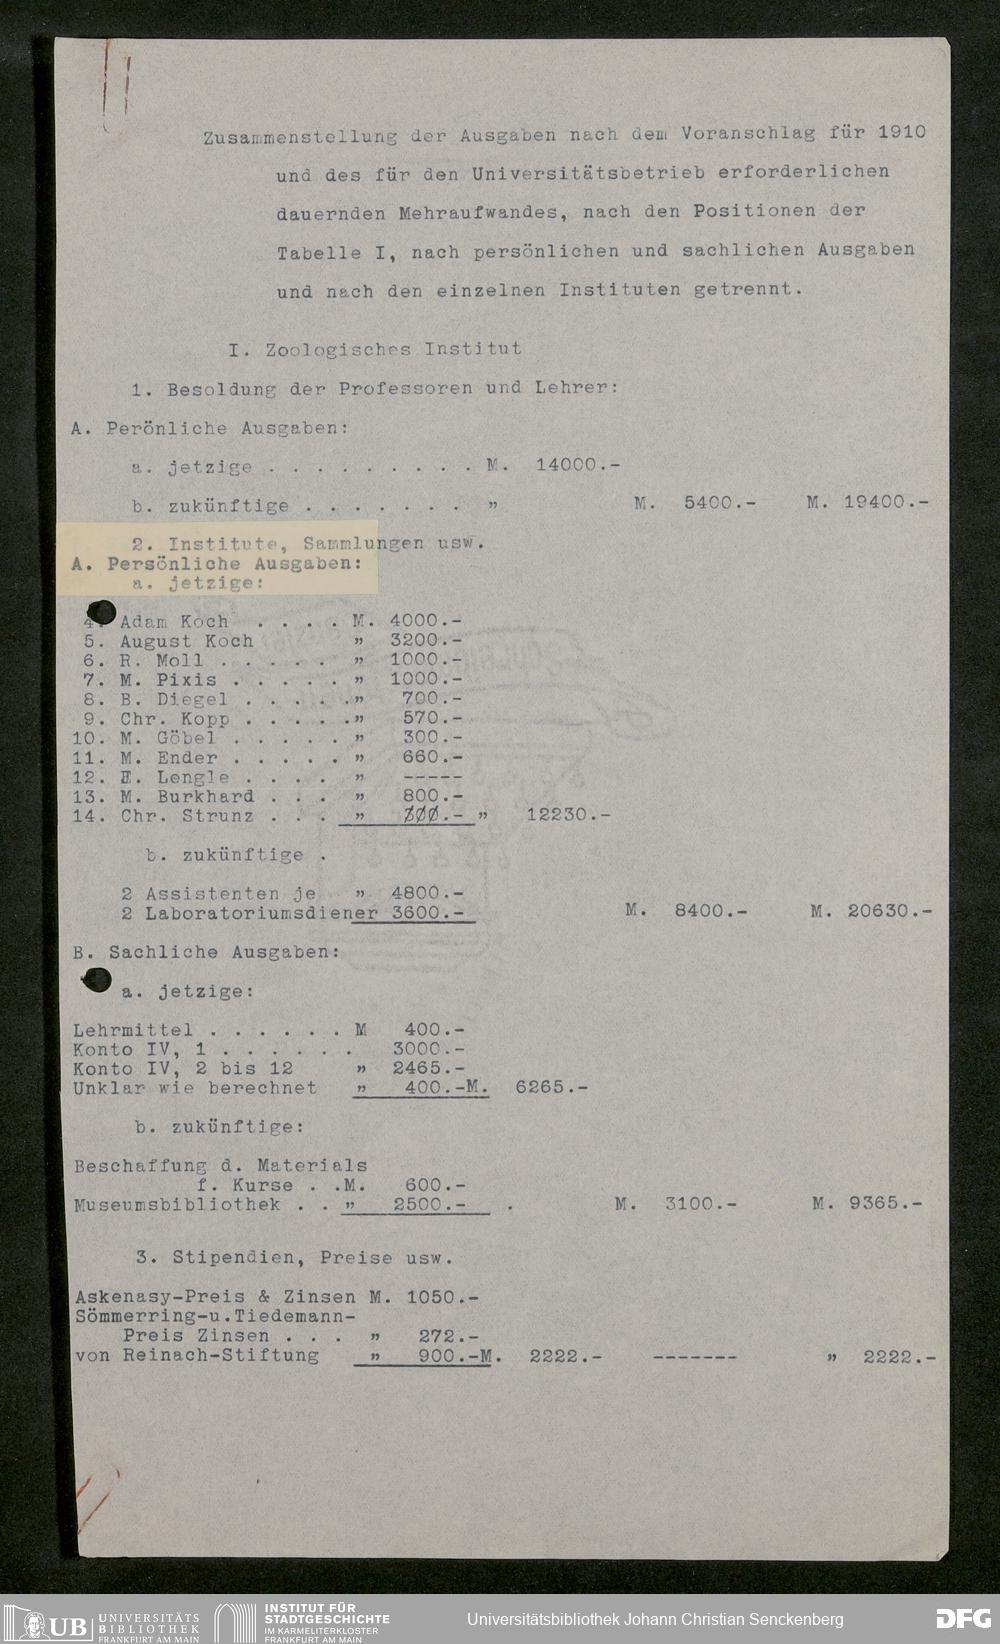 Zusammenstellung der Ausgaben nach dem Voranschlag für 1910
und des für den Universitätsbetrieb erforderlichen
dauernden Mehraufwandes, nach den Positionen der
Tabelle I, nach persönlichen und sachlichen Ausgaben
und nach den einzelnen Instituten getrennt.
I. Zoologisches Institut
1. Besoldung der Professoren und Lehrer:
A. Perönliche Ausgaben:
a. jetzige . . . . . . . . . M. 14000.-
b. zukünftige . . . . . . . " M. 5400.- M. 19400.-
2. Institute, Sammlungen usw.
A. Persönliche Ausgaben:
a. jetzige:
4. Adam Koch . . . . M. 4000.-
5. August Koch " 3200.-
6. R. Moll . . . . . " 1000.-
7. M. Pixis . . . . . " 1000.-
8. B. Diegel . . . . . " 700.-
9. Chr. Kopp . . . . . " 570.-
10. M. Göbel . . . . . " 300.-
11. M. Ender . . . . . " 660.-
12. Lengle . . . . " -----
13. M. Burkhard . . . " 800.-
14. Chr. Strunz . . . " 300.- " 12230.-
b. zukünftige .
2 Assistenten je " 4800.-
2 Laboratoriumsdiener 3600.- M. 8400.- M. 20630.-
B. Sachliche Ausgaben:
a. jetzige:
Lehrmittel . . . . . . M 400.-
Konto IV, 1 . . . . . . 3000.-
Konto IV, 2 bis 12 " 2465.-
Unklar wie berechnet " 400.-M. 6265.-
b. zukünftige:
Beschaffung d. Materials
f. Kurse . .M. 600.-
Museumsbibliothek . . " 2500.- . M. 3100.- M. 9365.-
3. Stipendien, Preise usw.
Askenasy-Preis & Zinsen M. 1050.-
Sömmerring-u.Tiedemann-
Preis Zinsen . . . " 272.-
von Reinach-Stiftung " 900.-M. 2222.- ------- " 2222.-
UB UNIVERSITÄTS
BIBLIOTHEK
FRANKFURT AM MAIN
INSTITUT FÜR
STADTGESCHICHTE
IM KARMELITERKLOSTER
FRANKFURT AM MAIN
Universitätsbibliothek Johann Christian Senckenberg
DFG